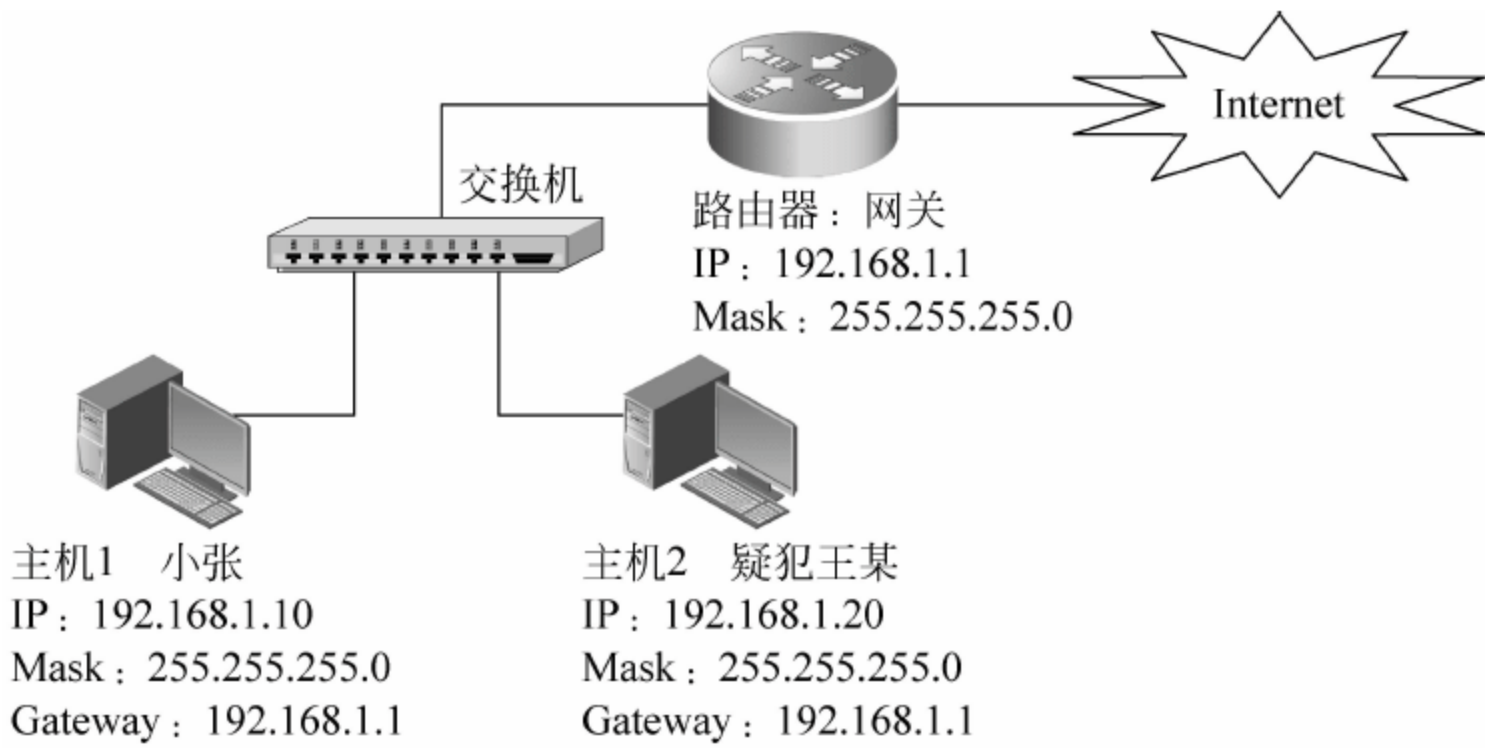 Internet
交换机
路由器：网关
IP：192.168.1.1
Mask：255.255.255.0
主机1 小张
IP：192.168.1.10
Mask：255.255.255.0
Gateway：192.168.1.1
主机2 疑犯王某
IP：192.168.1.20
Mask：255.255.255.0
Gateway：192.168.1.1